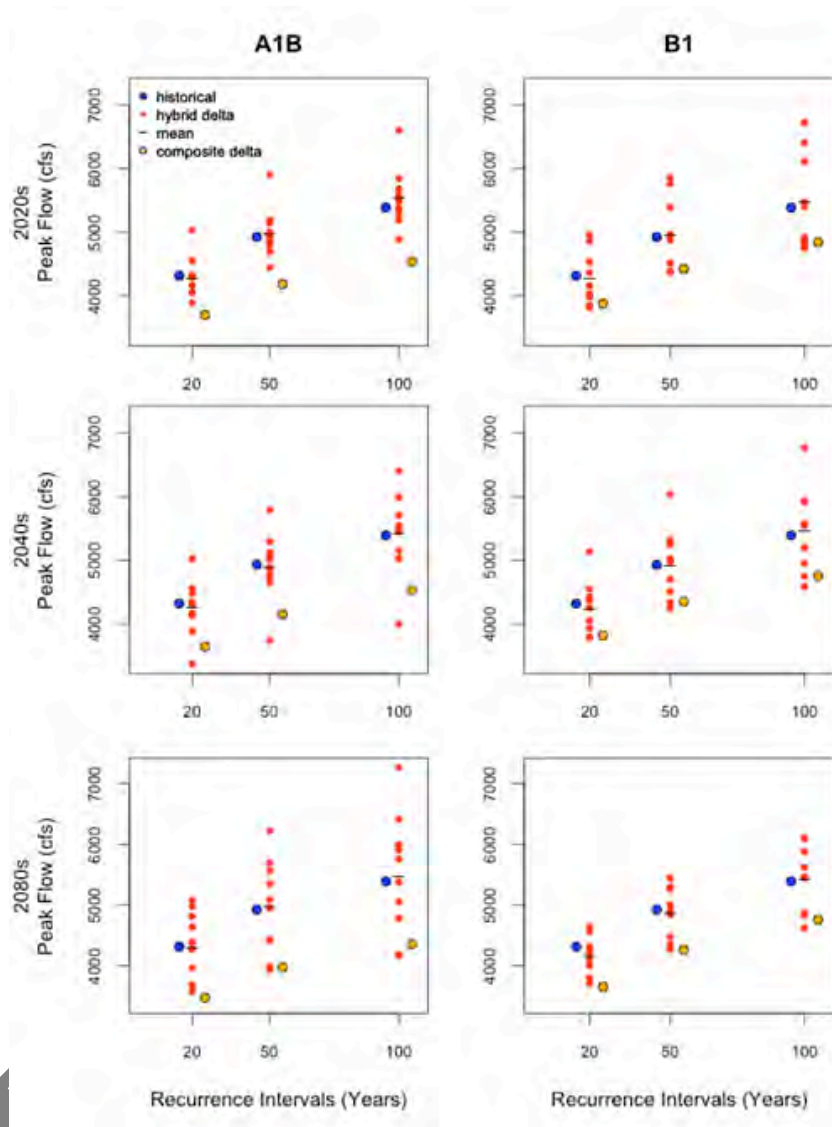 A1B B1
historical
hybrid delta
mean
composite delta
2020s
Peak Flow (cfs)
7000
6000
5000
4000
20 50 100 20 50 100
7000
6000
5000
4000
2040s
Peak Flow (cfs)
7000
6000
5000
4000
20 50 100 20 50 100
7000
6000
5000
4000
2080s
Peak Flow (cfs)
7000
6000
5000
4000
20 50 100 20 50 100
7000
6000
5000
4000
Recurrence Intervals (Years) Recurrence Intervals (Years)